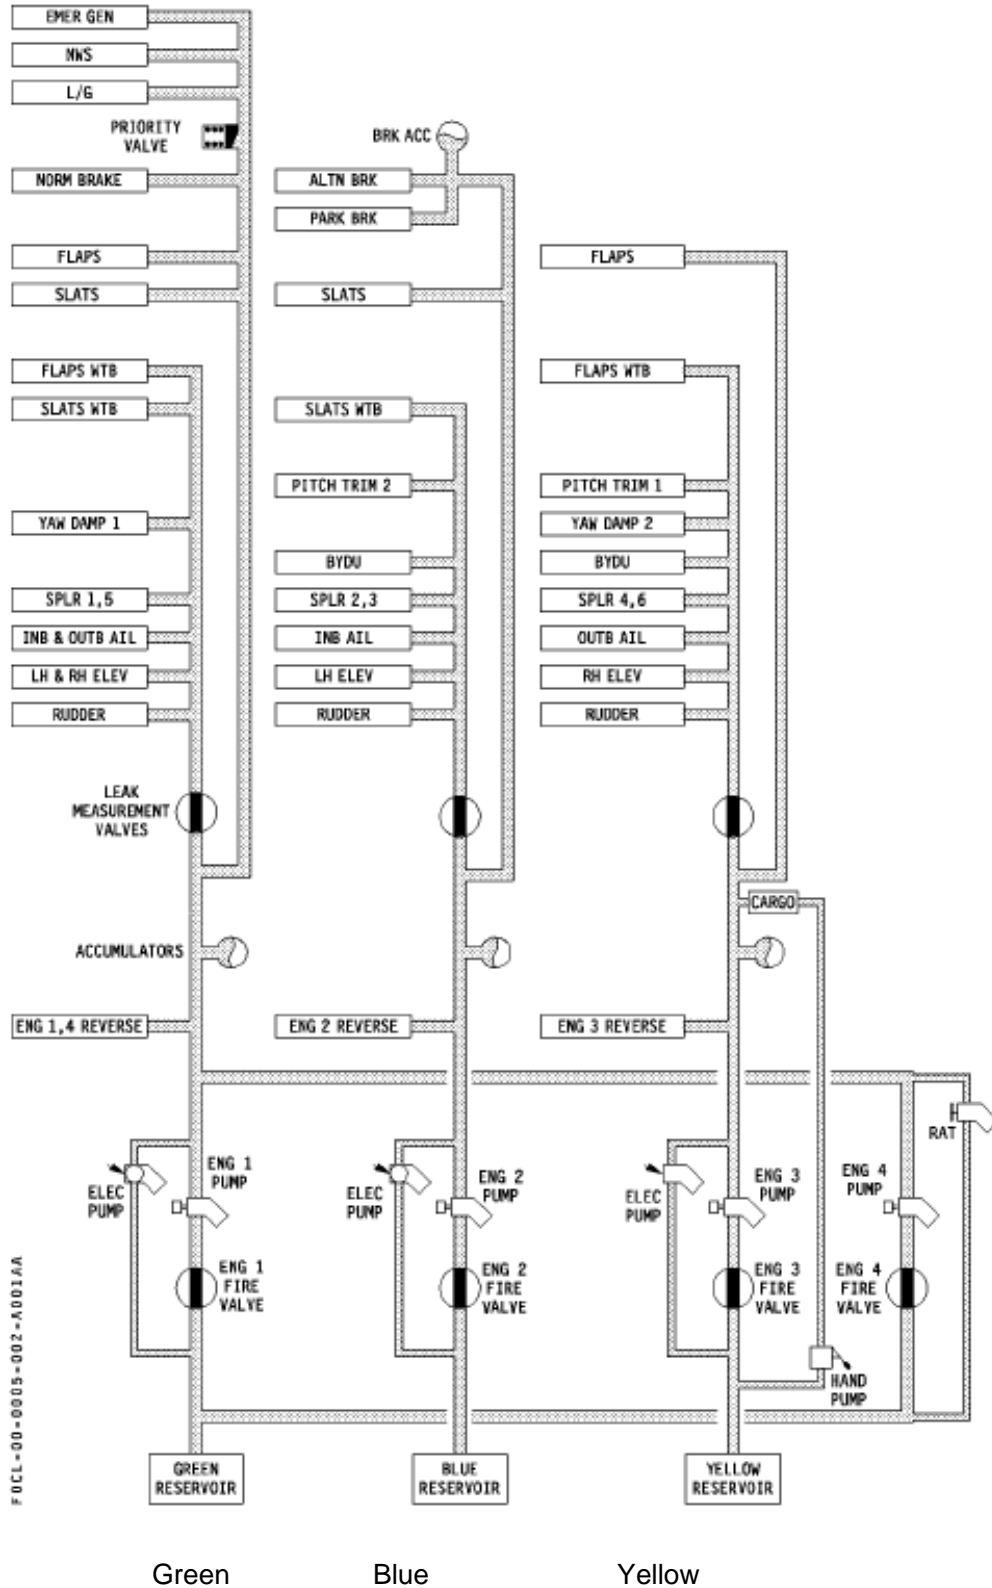 EMER GEN
NWS
L/G
PRIORITY
VALVE
BRK ACC
NORM BRAKE
ALTN BRK
PARK BRK
FLAPS
FLAPS
SLATS
SLATS
FLAPS WTB
FLAPS WTB
SLATS WTB
SLATS WTB
PITCH TRIM 2
PITCH TRIM 1
YAW DAMP 1
YAW DAMP 2
BYDU
BYDU
SPLR 1,5
SPLR 2,3
SPLR 4,6
INB & OUTB AIL
INB AIL
OUTB AIL
LH & RH ELEV
LH ELEV
RH ELEV
RUDDER
RUDDER
RUDDER
LEAK
MEASUREMENT
VALVES
CARGO
ACCUMULATORS
ENG 1,4 REVERSE
ENG 2 REVERSE
ENG 3 REVERSE
RAT
ELEC
PUMP
ENG 1
PUMP
ELEC
PUMP
ENG 2
PUMP
ELEC
PUMP
ENG 3
PUMP
ENG 4
PUMP
ENG 1
FIRE
VALVE
ENG 2
FIRE
VALVE
ENG 3
FIRE
VALVE
ENG 4
FIRE
VALVE
HAND
PUMP
GREEN
RESERVOIR
BLUE
RESERVOIR
YELLOW
RESERVOIR
F0CL-00-0005-002-A001AA
Green
Blue
Yellow